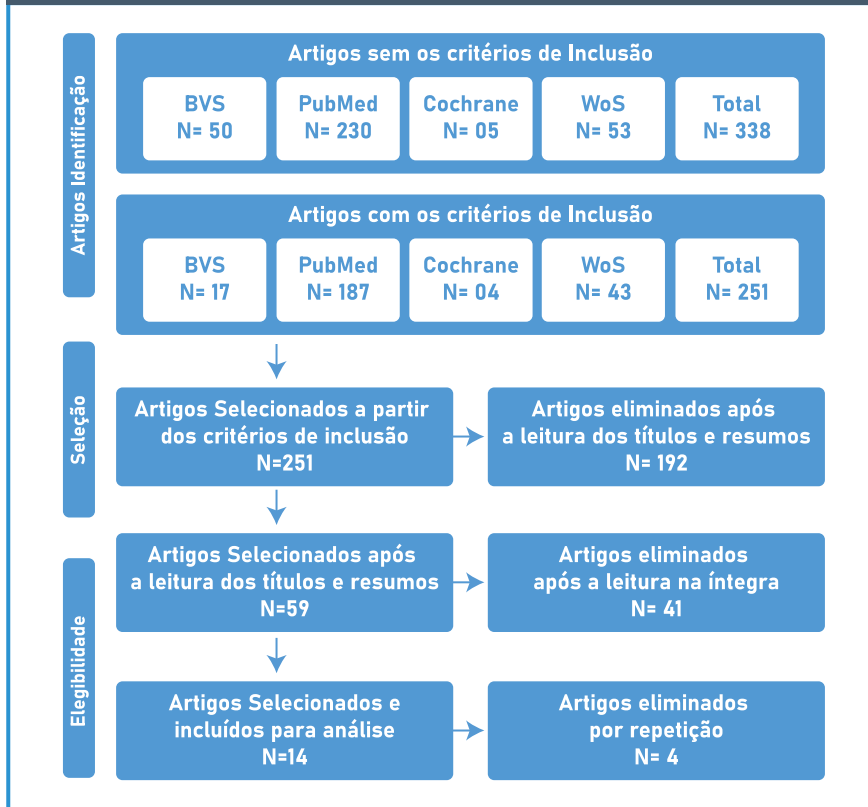 Artigos Identificação
Artigos sem os critérios de Inclusão
BVS
N= 50
PubMed
N= 230
Cochrane
N= 05
WoS
N= 53
Total
N= 338
Artigos com os critérios de Inclusão
BVS
N= 17
PubMed
N= 187
Cochrane
N= 04
WoS
N= 43
Total
N= 251
Seleção
Artigos Selecionados a partir
dos critérios de inclusão
N=251
Artigos eliminados após
a leitura dos títulos e resumos
N= 192
Elegibilidade
Artigos Selecionados após
a leitura dos títulos e resumos
N=59
Artigos eliminados
após a leitura na íntegra
N= 41
Artigos Selecionados e
incluídos para análise
N=14
Artigos eliminados
por repetição
N= 4